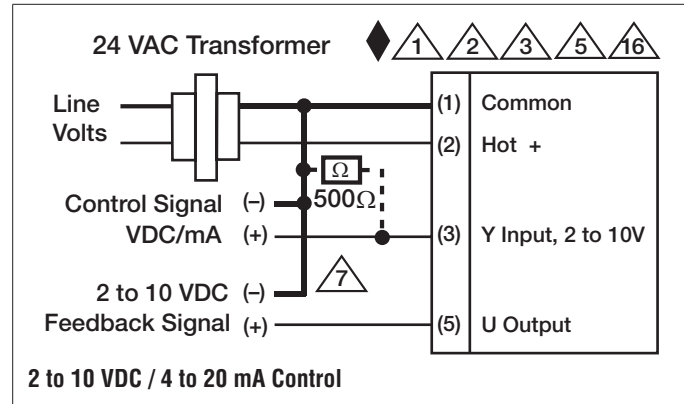 24 VAC Transformer 1 2 3 5 16
Line
Volts
(1) Common
(2) Hot +
Ω
500Ω
Control Signal (–)
VDC/mA (+)
(3) Y Input, 2 to 10V
7
2 to 10 VDC (–)
Feedback Signal (+)
(5) U Output
2 to 10 VDC / 4 to 20 mA Control